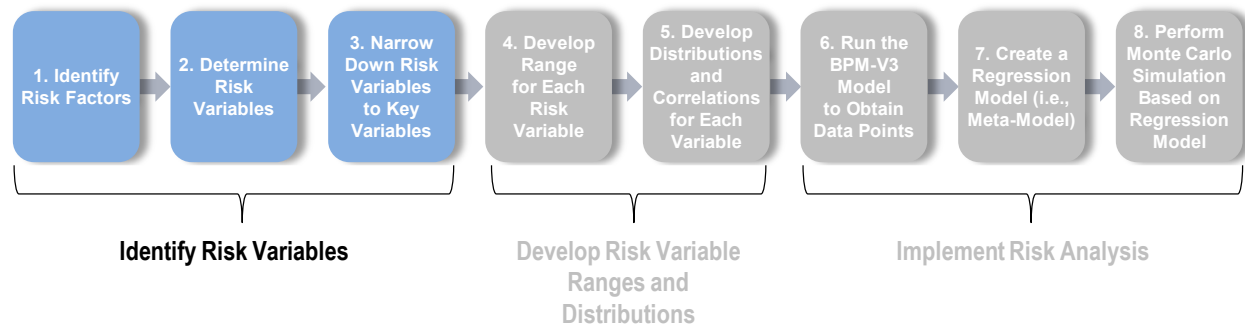 1. Identify
Risk Factors
2. Determine
Risk
Variables
3. Narrow
Down Risk
Variables
to Key
Variables
4. Develop
Range
for Each
Risk
Variable
5. Develop
Distributions
and
Correlations
for Each
Variable
6. Run the
BPM-V3
Model
to Obtain
Data Points
7. Create a
Regression
Model (i.e.,
Meta-Model)
8. Perform
Monte Carlo
Simulation
Based on
Regression
Model
Identify Risk Variables
Develop Risk Variable
Ranges and
Distributions
Implement Risk Analysis